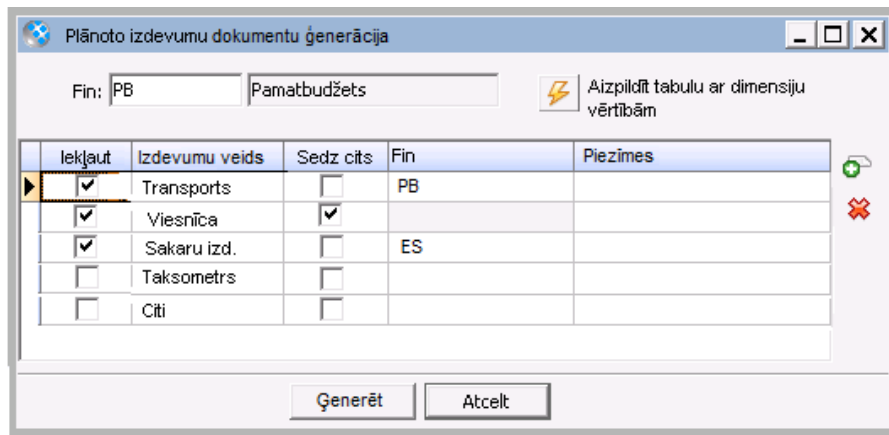 Plānoto izdevumu dokumentu ģenerācija
Fin: PB Pamatbudžets Aizpildīt tabulu ar dimensiju
vērtībām
Iekļaut Izdevumu veids Sedz cits Fin Piezīmes
Transports PB
Viesnīca
Sakaru izd. ES
Taksometrs
Citi
Ģenerēt Atcelt